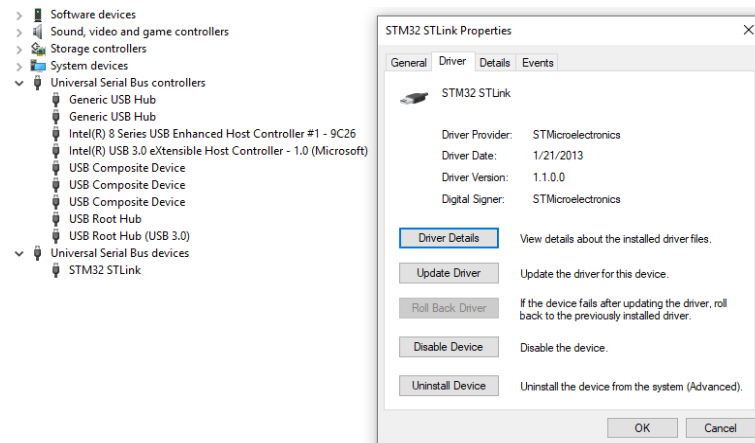 Software devices
Sound, video and game controllers
Storage controllers
System devices
Universal Serial Bus controllers
Generic USB Hub
Generic USB Hub
Intel(R) 8 Series USB Enhanced Host Controller #1 - 9C26
Intel(R) USB 3.0 eXtensible Host Controller - 1.0 (Microsoft)
USB Composite Device
USB Composite Device
USB Composite Device
USB Root Hub
USB Root Hub (USB 3.0)
Universal Serial Bus devices
STM32 STLink
STM32 STLink Properties
General Driver Details Events
STM32 STLink
Driver Provider: STMicroelectronics
Driver Date: 1/21/2013
Driver Version: 1.1.0.0
Digital Signer: STMicroelectronics
Driver Details View details about the installed driver files.
Update Driver Update the driver for this device.
Roll Back Driver If the device fails after updating the driver, roll
back to the previously installed driver.
Disable Device Disable the device.
Uninstall Device Uninstall the device from the system (Advanced).
OK Cancel